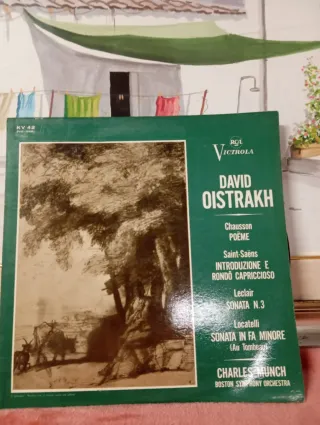 KV 42
RCA
VICTROLA
DAVID
OISTRAKH
Chausson
POÈME
Saint-Saëns
INTRODUZIONE E
RONDÒ CAPRICCIOSO
Leclair
SONATA N.3
Locatelli
SONATA IN FA MINORE
(Au Tombeau)
CHARLES MUNCH
BOSTON SYMPHONY ORCHESTRA